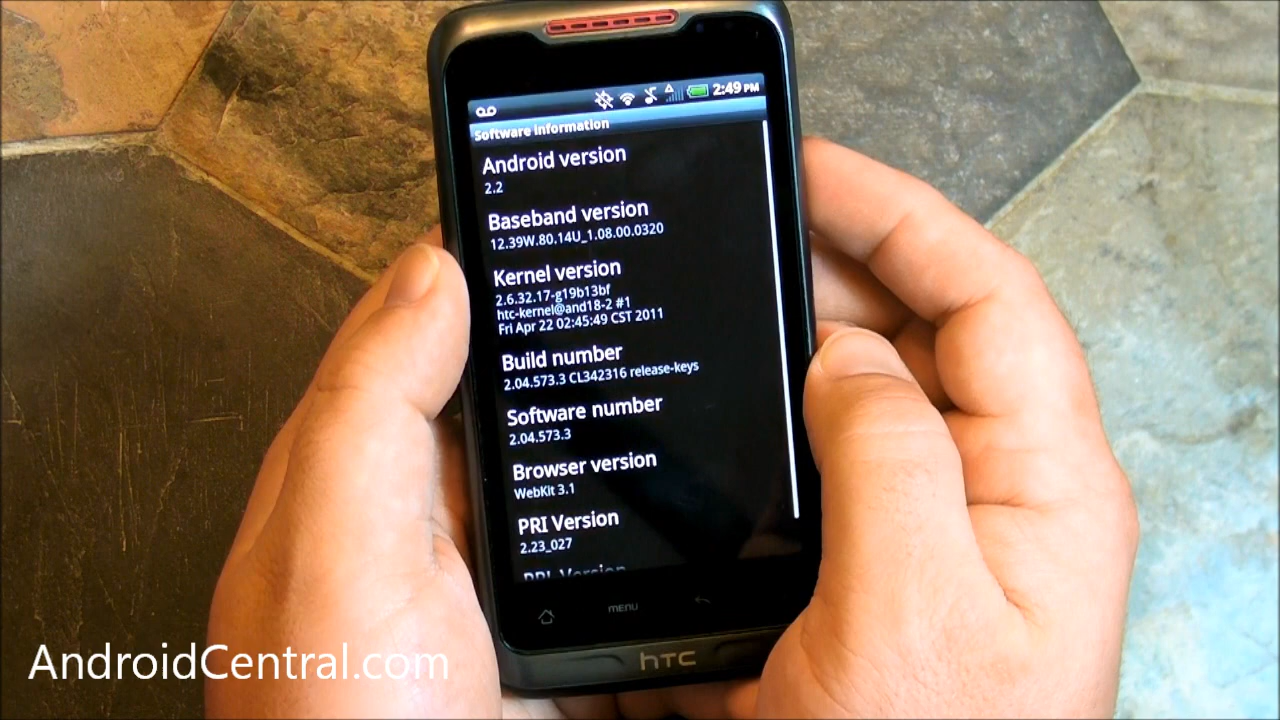 2:49 PM
Software information
Android version
2.2
Baseband version
12.39W.80.14U_1.08.00.0320
Kernel version
2.6.32.17-g19b13bf
htc-kernel@and18-2 #1
Fri Apr 22 02:45:49 CST 2011
Build number
2.04.573.3 CL342316 release-keys
Software number
2.04.573.3
Browser version
WebKit 3.1
PRI Version
2.23_027
PRL Version
MENU
hTC
AndroidCentral.com